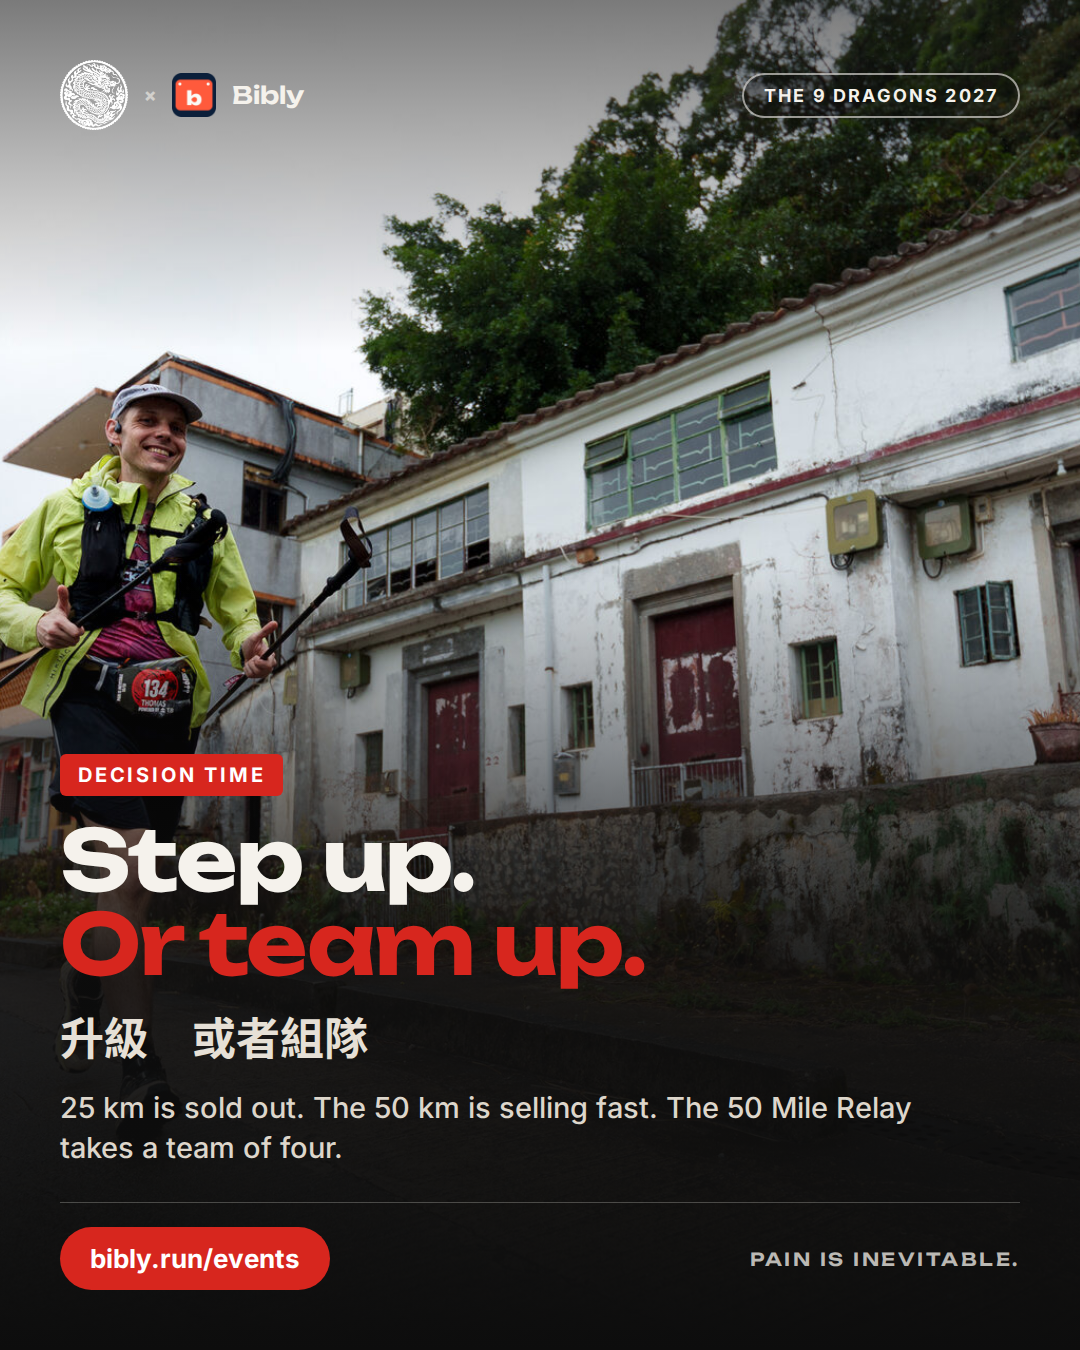 × b Bibly
THE 9 DRAGONS 2027
134
THOMAS
22
DECISION TIME
Step up.
Or team up.
升級　或者組隊
25 km is sold out. The 50 km is selling fast. The 50 Mile Relay
takes a team of four.
bibly.run/events
PAIN IS INEVITABLE.